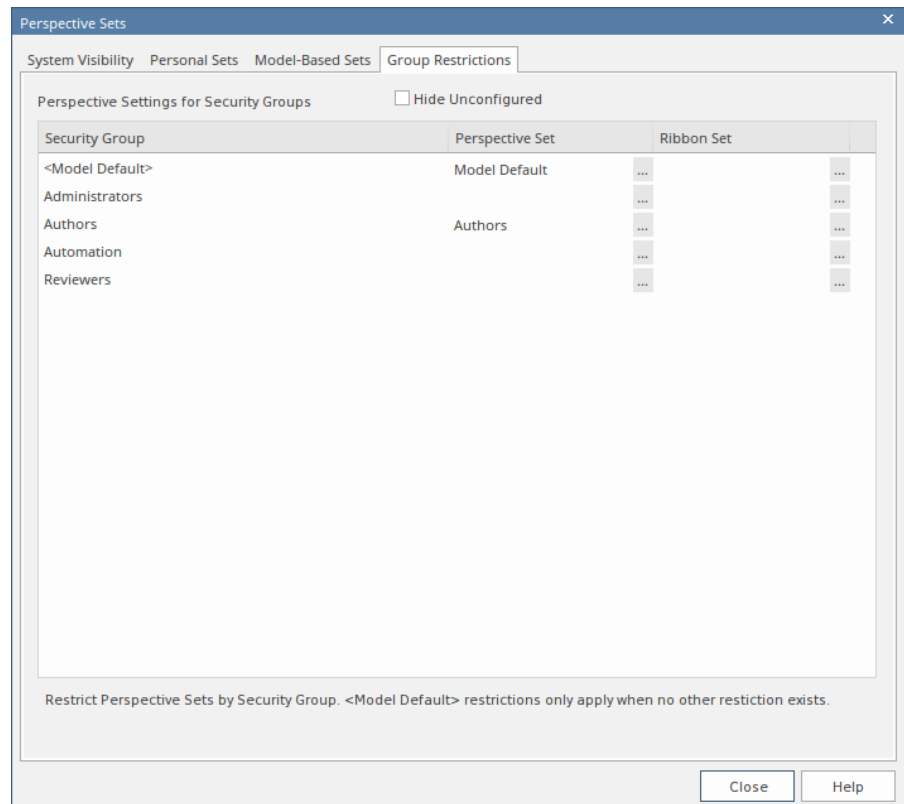 Perspective Sets
System Visibility Personal Sets Model-Based Sets Group Restrictions
Perspective Settings for Security Groups Hide Unconfigured
Security Group Perspective Set Ribbon Set
<Model Default> Model Default ... ...
Administrators ... ...
Authors Authors ... ...
Automation ... ...
Reviewers ... ...
Restrict Perspective Sets by Security Group. <Model Default> restrictions only apply when no other restiction exists.
Close Help